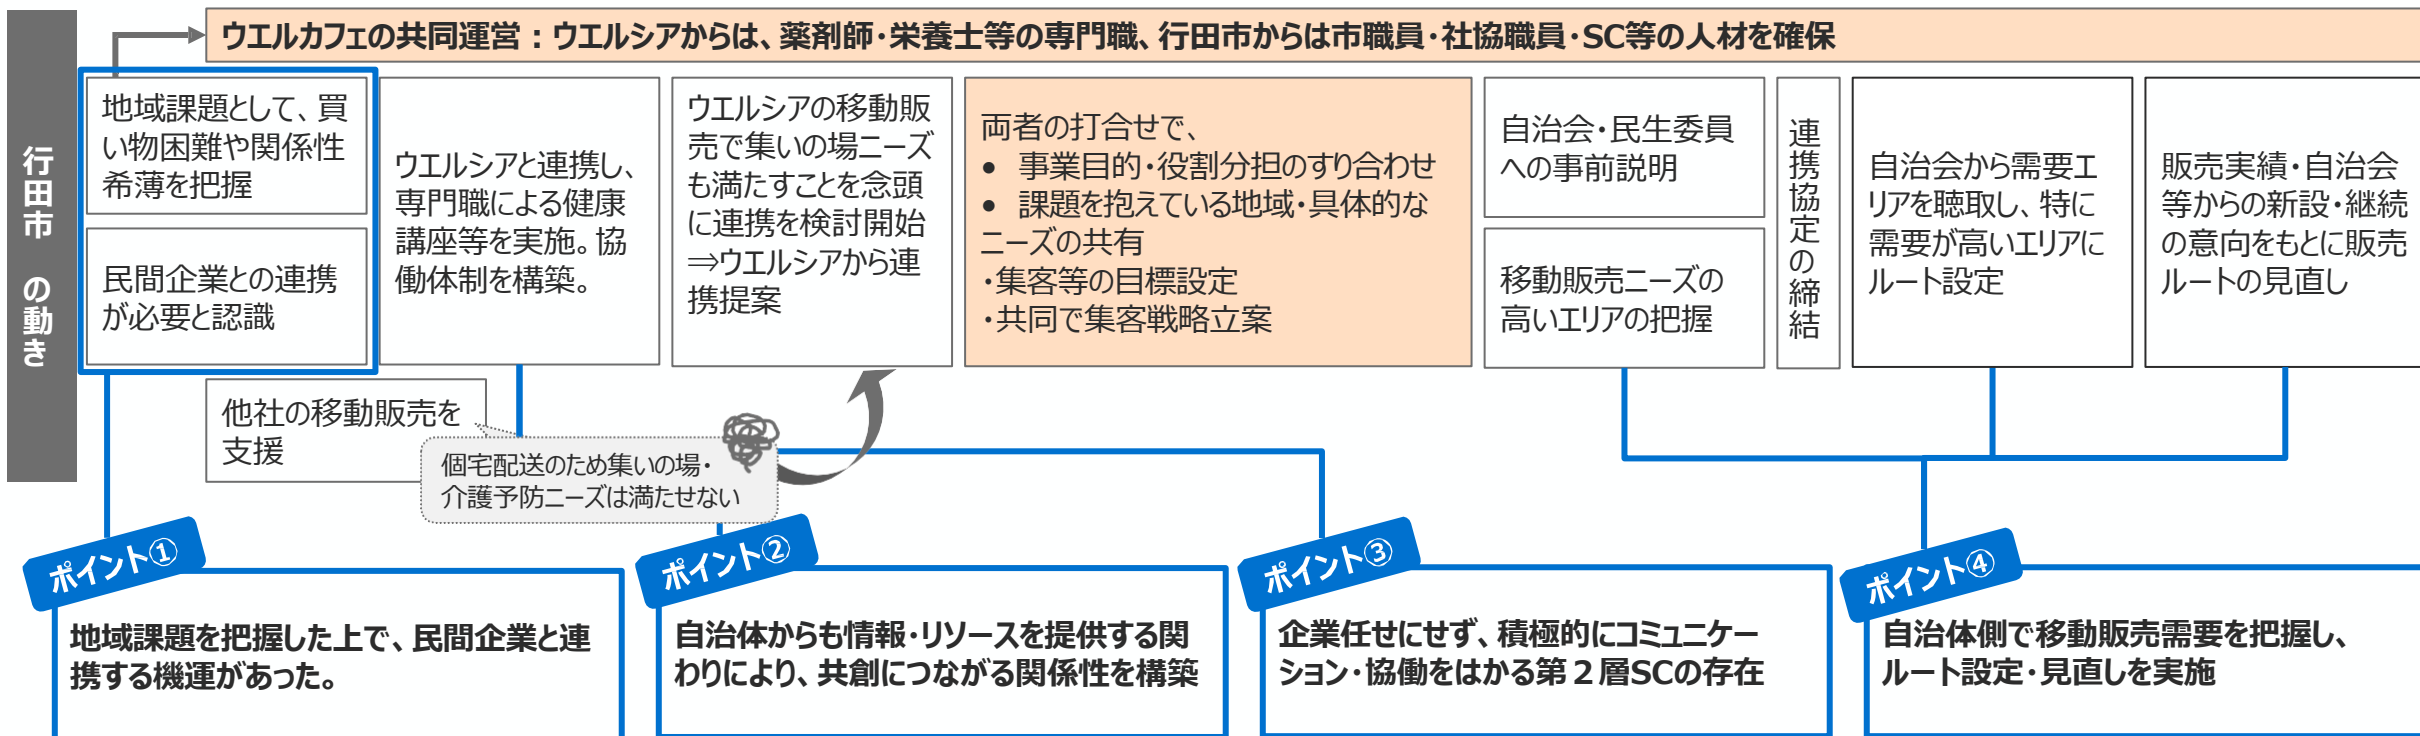 ウエルカフェの共同運営：ウエルシアからは、薬剤師・栄養士等の専門職、行田市からは市職員・社協職員・SC等の人材を確保
行田市　の動き
地域課題として、買
い物困難や関係性
希薄を把握
民間企業との連携
が必要と認識
ウエルシアと連携し、
専門職による健康
講座等を実施。協
働体制を構築。
ウエルシアの移動販
売で集いの場ニーズ
も満たすことを念頭
に連携を検討開始
⇒ウエルシアから連
携提案
両者の打合せで、
● 事業目的・役割分担のすり合わせ
● 課題を抱えている地域・具体的な
ニーズの共有
・集客等の目標設定
・共同で集客戦略立案
自治会・民生委員
への事前説明
移動販売ニーズの
高いエリアの把握
連携協定の締結
自治会から需要エ
リアを聴取し、特に
需要が高いエリアに
ルート設定
販売実績・自治会
等からの新設・継続
の意向をもとに販売
ルートの見直し
他社の移動販売を
支援
個宅配送のため集いの場・
介護予防ニーズは満たせない
ポイント①
地域課題を把握した上で、民間企業と連
携する機運があった。
ポイント②
自治体からも情報・リソースを提供する関
わりにより、共創につながる関係性を構築
ポイント③
企業任せにせず、積極的にコミュニケー
ション・協働をはかる第２層SCの存在
ポイント④
自治体側で移動販売需要を把握し、
ルート設定・見直しを実施